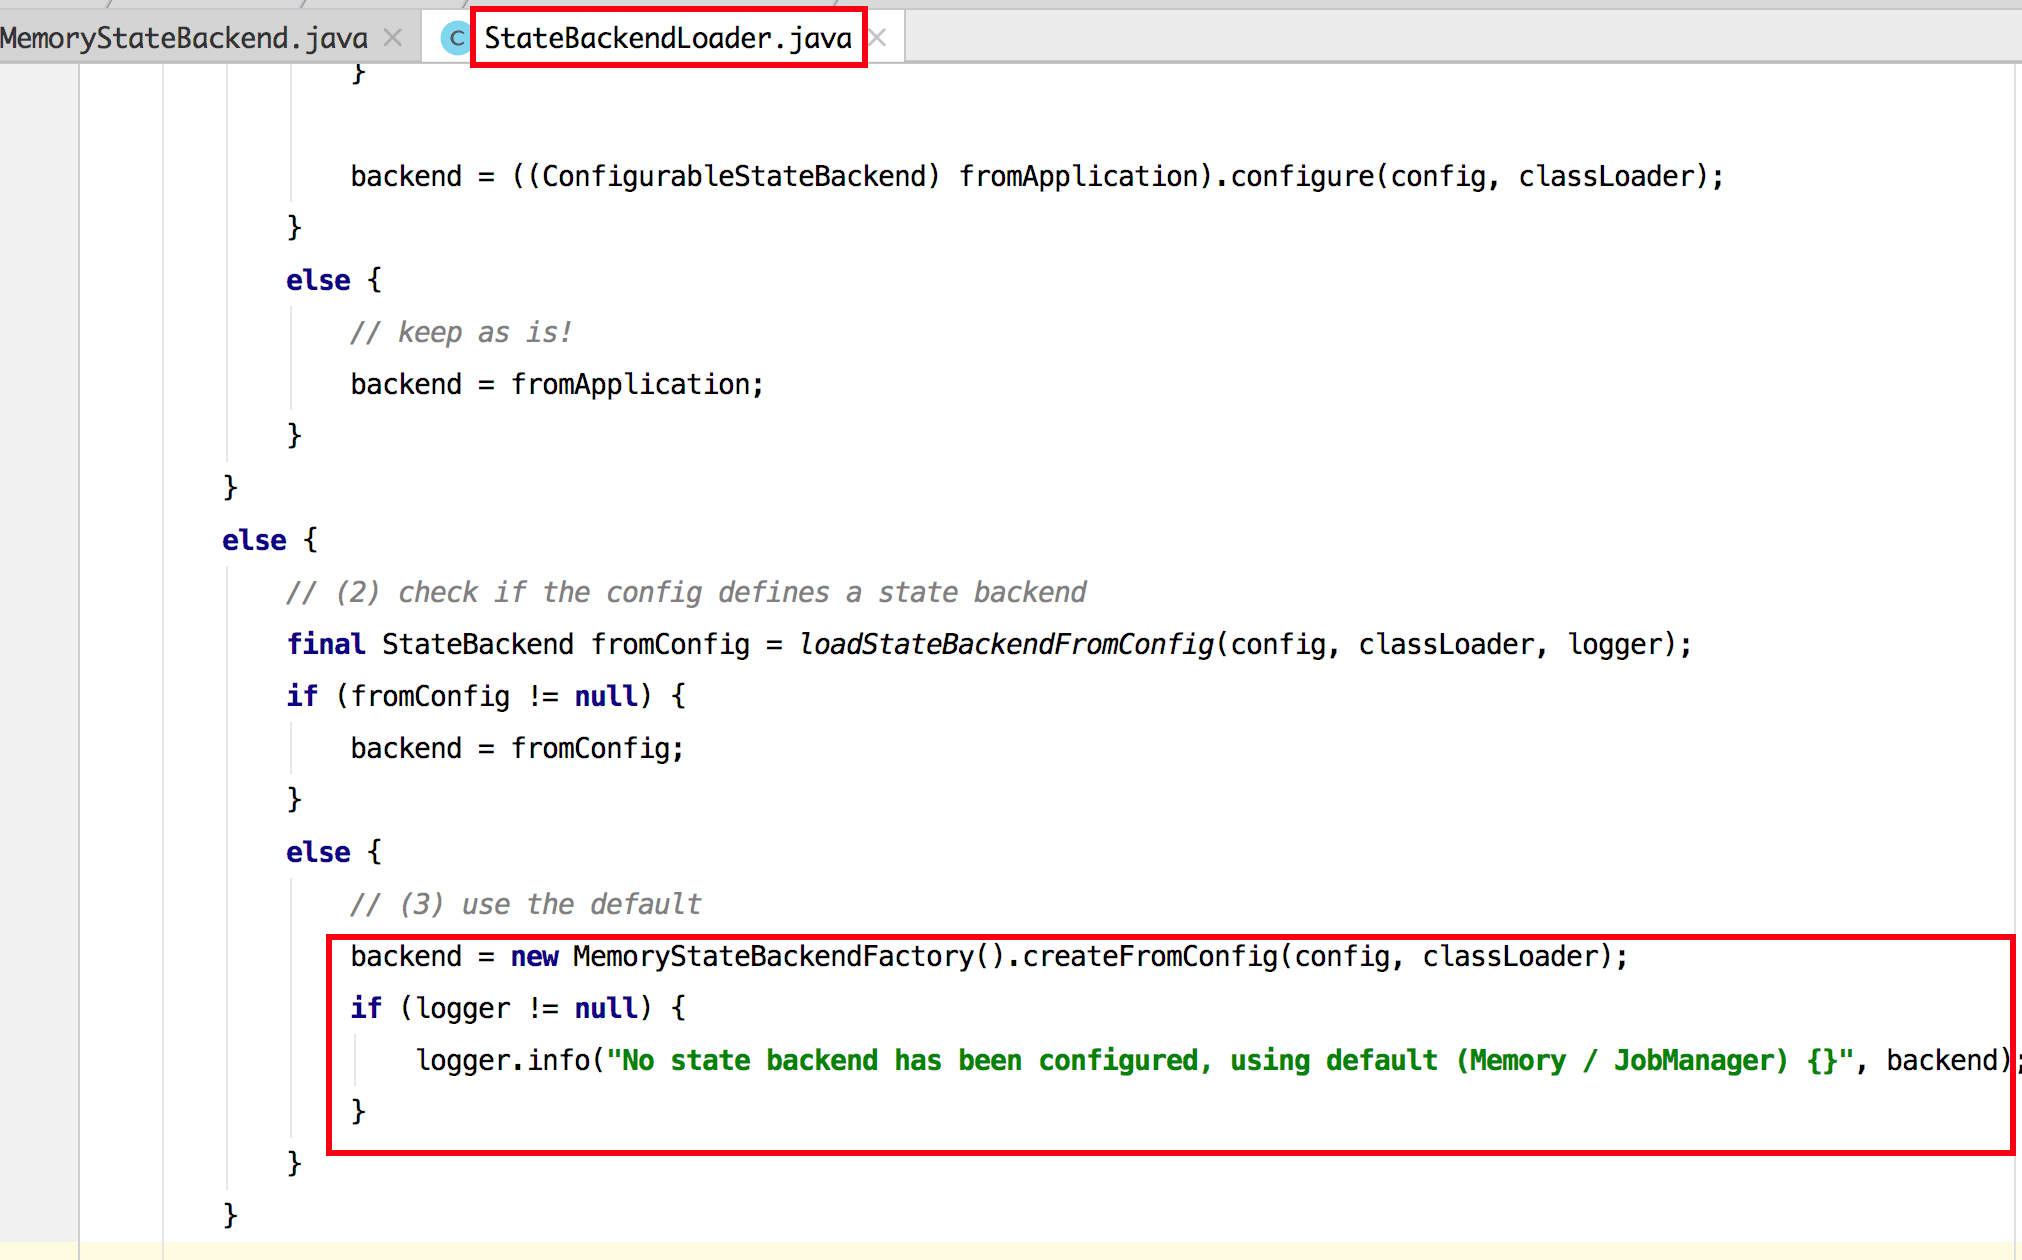 MemoryStateBackend.java
C StateBackendLoader.java
}
backend = ((ConfigurableStateBackend) fromApplication).configure(config, classLoader);
}
else {
// keep as is!
backend = fromApplication;
}
}
else {
// (2) check if the config defines a state backend
final StateBackend fromConfig = loadStateBackendFromConfig(config, classLoader, logger);
if (fromConfig != null) {
backend = fromConfig;
}
else {
// (3) use the default
backend = new MemoryStateBackendFactory().createFromConfig(config, classLoader);
if (logger != null) {
logger.info("No state backend has been configured, using default (Memory / JobManager) {}", backend);
}
}
}